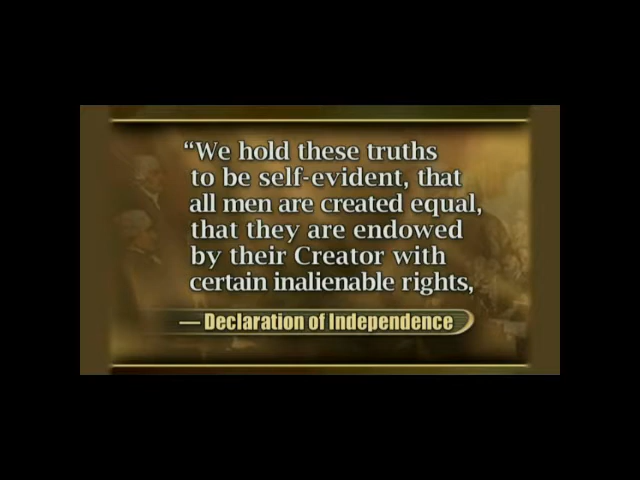 “We hold these truths
to be self-evident, that
all men are created equal,
that they are endowed
by their Creator with
certain inalienable rights,
— Declaration of Independence